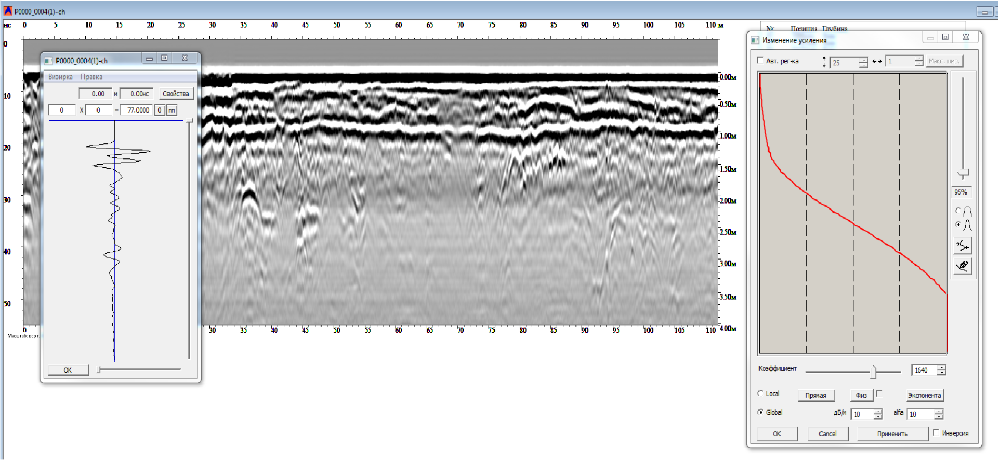 P0000_0004(1)-ch
нс 0 5 10 15 20 25 30 35 40 45 50 55 60 65 70 75 80 85 90 95 100 105 110 м
0
10
20
30
40
50
0.00м
0.50м
1.00м
1.50м
2.00м
2.50м
3.00м
3.50м
4.00м
0 30 35 40 45 50 55 60 65 70 75 80 85 90 95 100 105 110
Масштаб: верт.
P0000_0004(1)-ch
Визирка Правка
0.00 м 0.00нс Свойства
0 X 0 = 77.0000 0 пп
OK
№ Позиция Глубина
Изменение усиления
Авт. рег-ка 25 1 Макс. шир.
95%
Коэффициент 1640
Local Прямая Физ Экспонента
Global дБ/м 10 alfa 10
OK Cancel Применить Инверсия